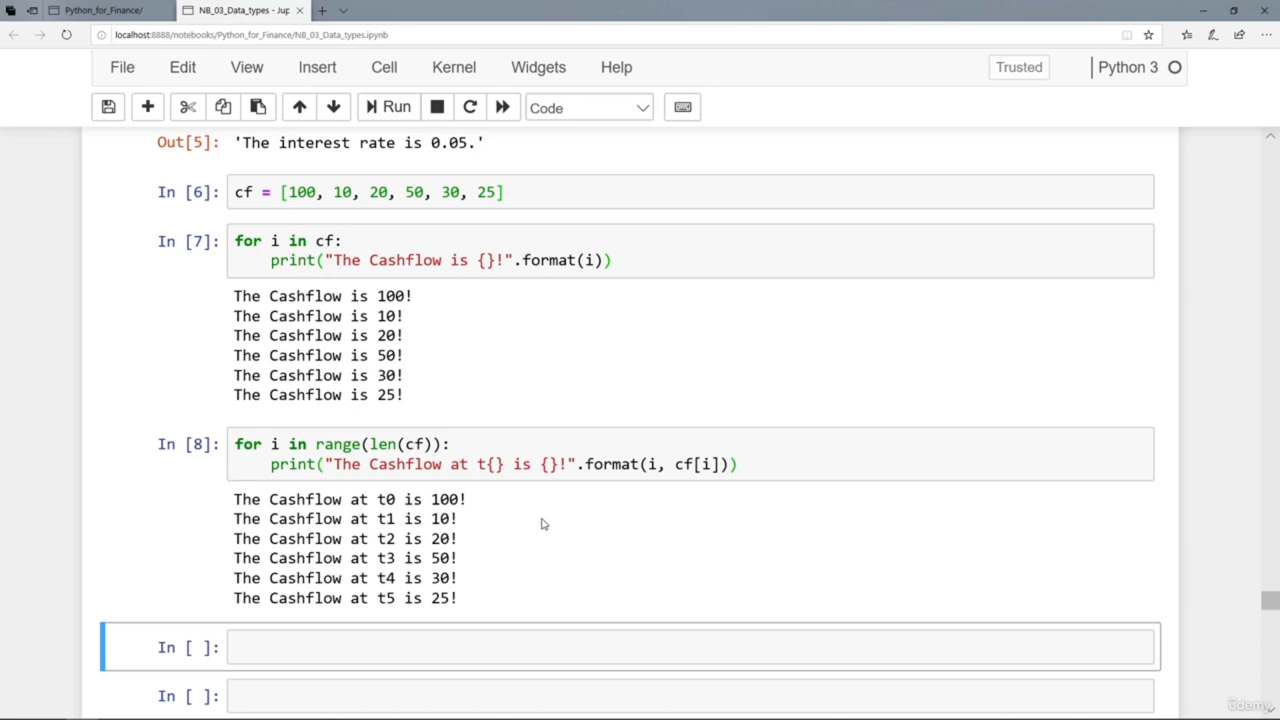 Python_for_Finance/
NB_03_Data_types - Jup
localhost:8888/notebooks/Python_for_Finance/NB_03_Data_types.ipynb
File Edit View Insert Cell Kernel Widgets Help Trusted Python 3
Run Code
Out[5]: 'The interest rate is 0.05.'
In [6]: cf = [100, 10, 20, 50, 30, 25]
In [7]: for i in cf:
    print("The Cashflow is {}!".format(i))
The Cashflow is 100!
The Cashflow is 10!
The Cashflow is 20!
The Cashflow is 50!
The Cashflow is 30!
The Cashflow is 25!
In [8]: for i in range(len(cf)):
    print("The Cashflow at t{} is {}!".format(i, cf[i]))
The Cashflow at t0 is 100!
The Cashflow at t1 is 10!
The Cashflow at t2 is 20!
The Cashflow at t3 is 50!
The Cashflow at t4 is 30!
The Cashflow at t5 is 25!
In [ ]:
In [ ]:
ûdemy